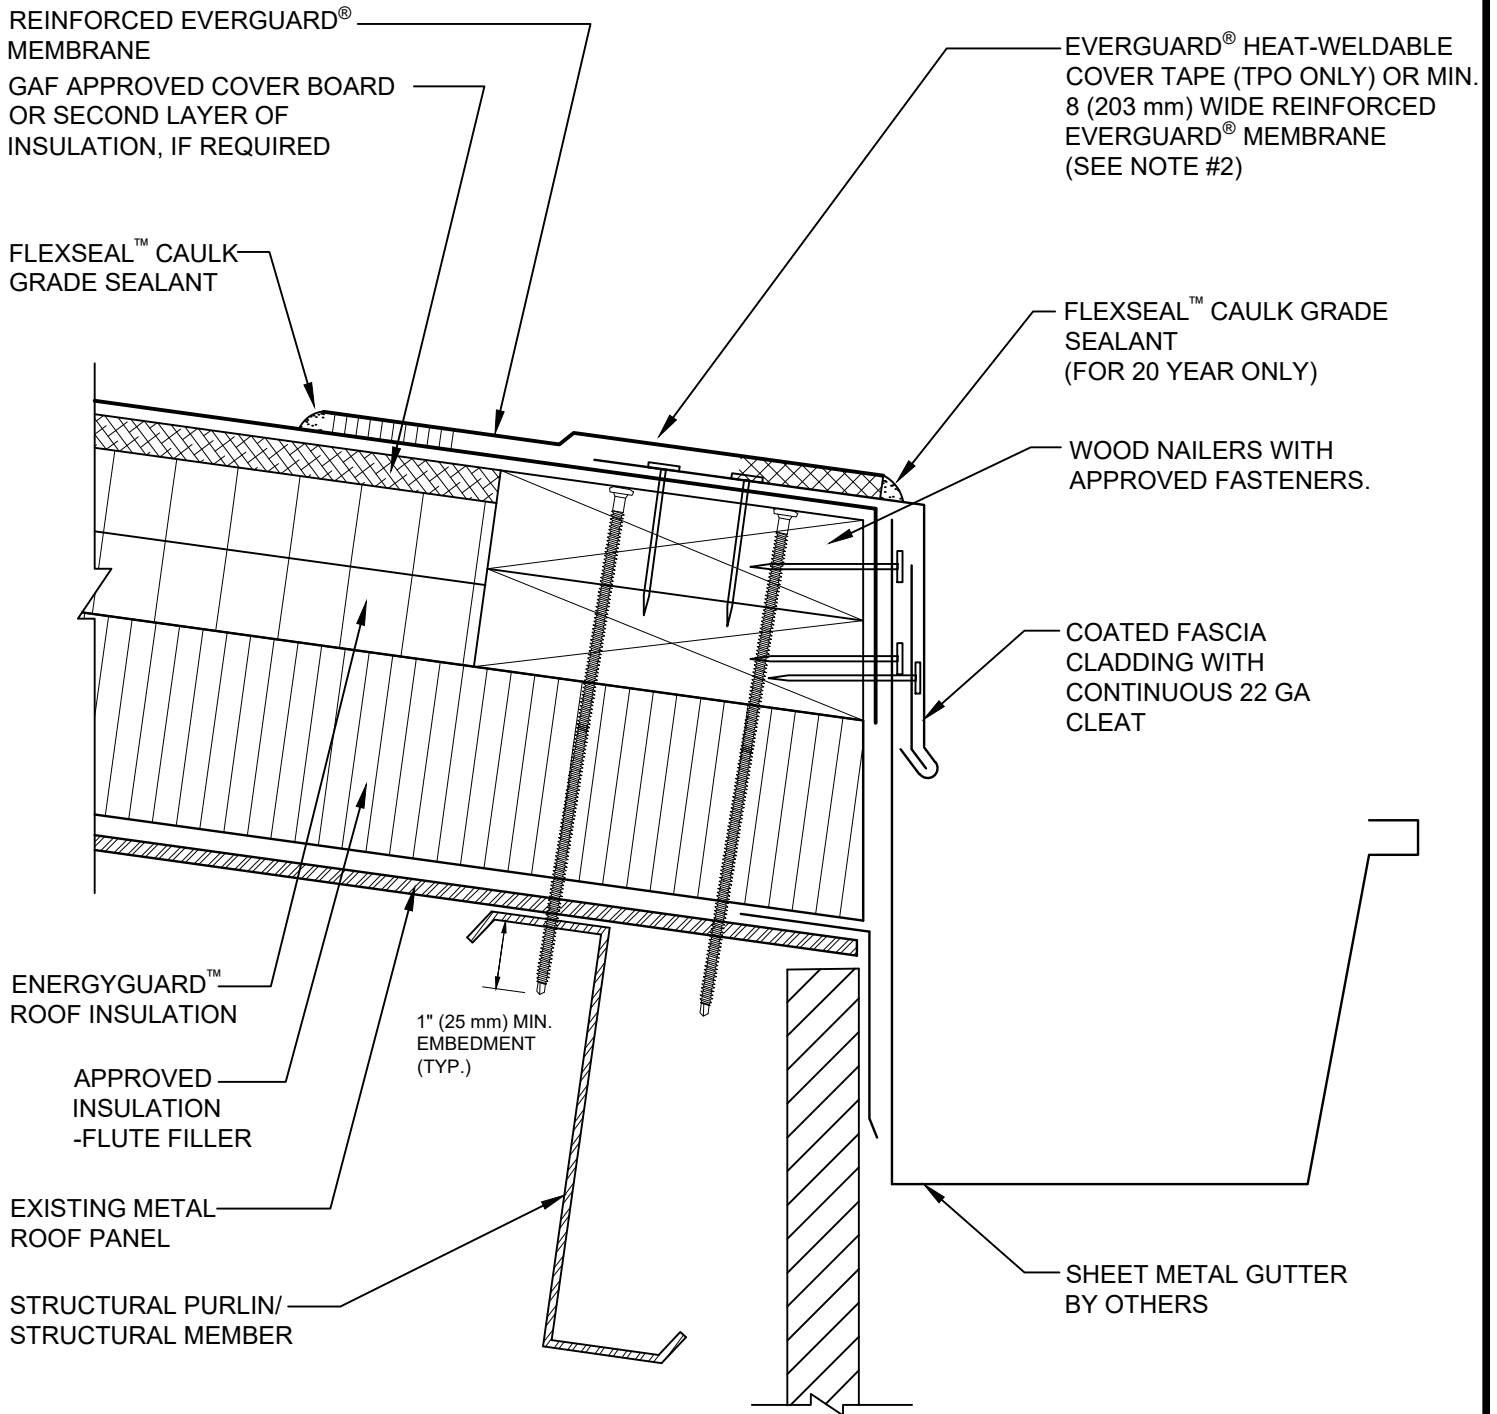 REINFORCED EVERGUARD®
MEMBRANE
GAF APPROVED COVER BOARD
OR SECOND LAYER OF
INSULATION, IF REQUIRED
FLEXSEAL™ CAULK
GRADE SEALANT
EVERGUARD® HEAT-WELDABLE
COVER TAPE (TPO ONLY) OR MIN.
8 (203 mm) WIDE REINFORCED
EVERGUARD® MEMBRANE
(SEE NOTE #2)
FLEXSEAL™ CAULK GRADE
SEALANT
(FOR 20 YEAR ONLY)
WOOD NAILERS WITH
APPROVED FASTENERS.
COATED FASCIA
CLADDING WITH
CONTINUOUS 22 GA
CLEAT
ENERGYGUARD™
ROOF INSULATION
1" (25 mm) MIN.
EMBEDMENT
(TYP.)
APPROVED
INSULATION
-FLUTE FILLER
EXISTING METAL
ROOF PANEL
STRUCTURAL PURLIN/
STRUCTURAL MEMBER
SHEET METAL GUTTER
BY OTHERS